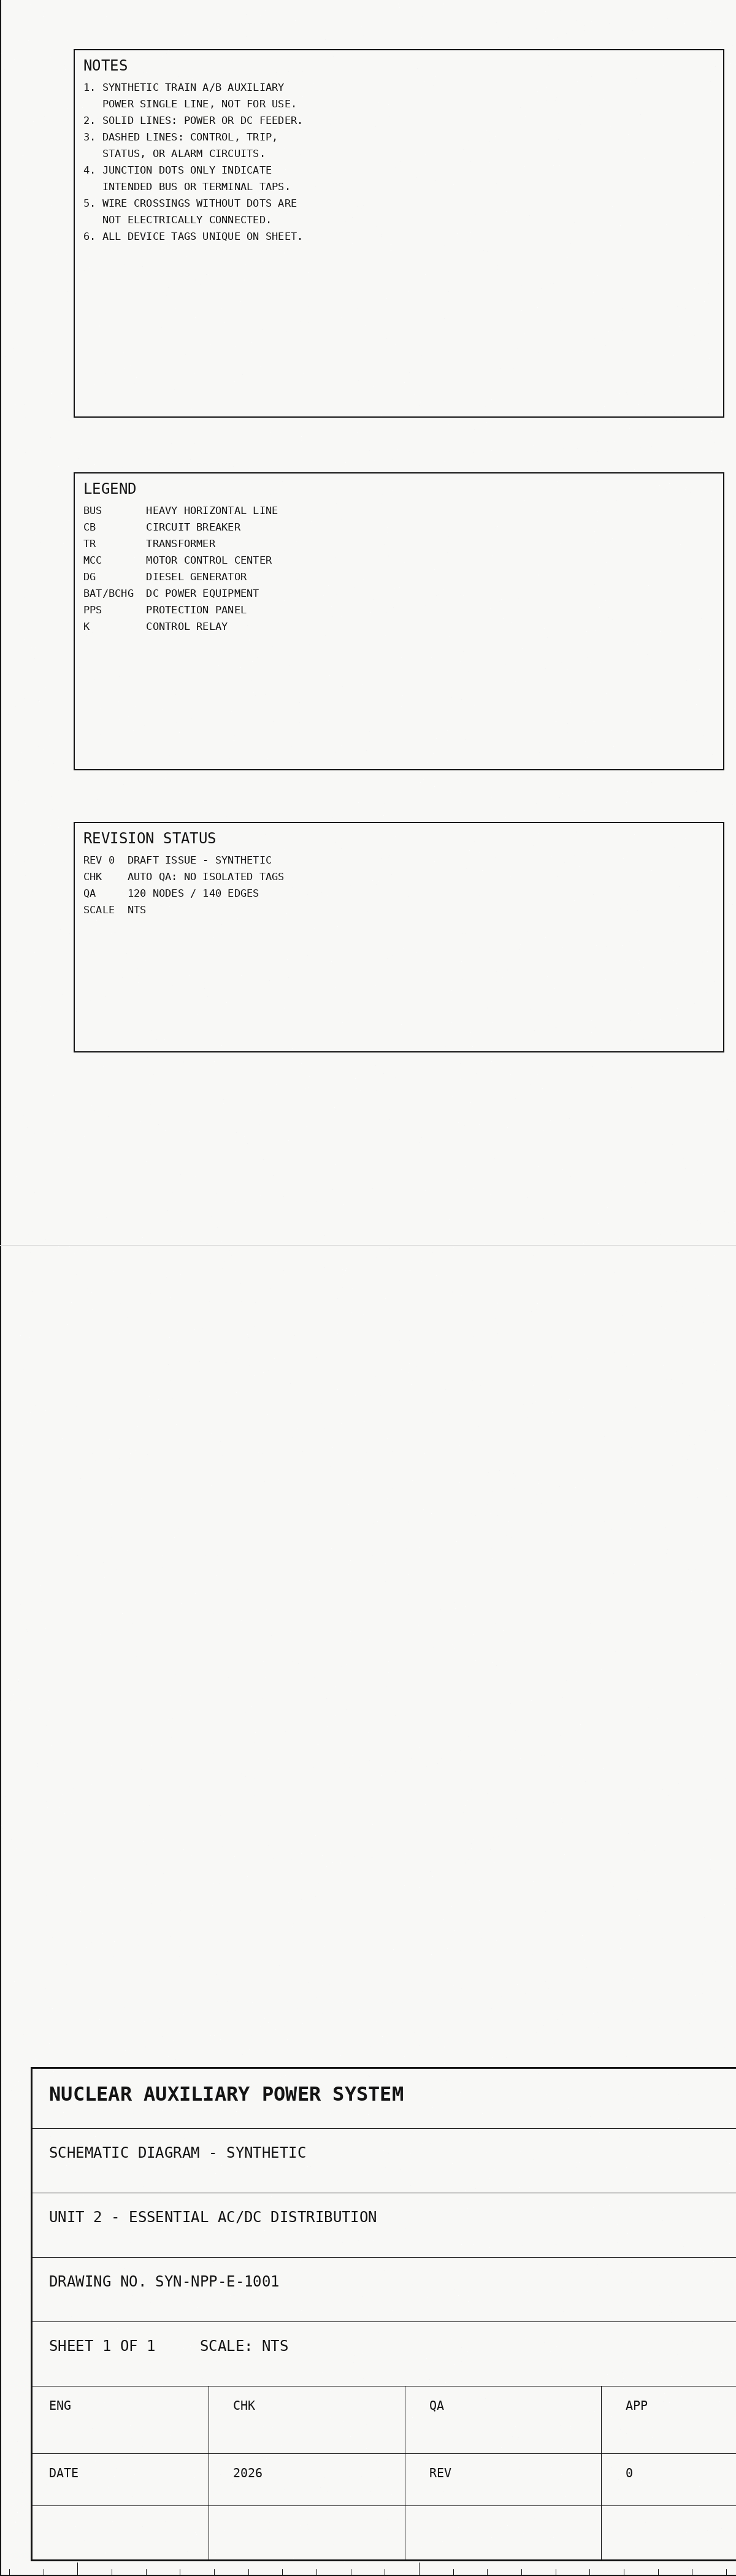 NOTES
1. SYNTHETIC TRAIN A/B AUXILIARY
POWER SINGLE LINE, NOT FOR USE.
2. SOLID LINES: POWER OR DC FEEDER.
3. DASHED LINES: CONTROL, TRIP,
STATUS, OR ALARM CIRCUITS.
4. JUNCTION DOTS ONLY INDICATE
INTENDED BUS OR TERMINAL TAPS.
5. WIRE CROSSINGS WITHOUT DOTS ARE
NOT ELECTRICALLY CONNECTED.
6. ALL DEVICE TAGS UNIQUE ON SHEET.
LEGEND
BUS HEAVY HORIZONTAL LINE
CB CIRCUIT BREAKER
TR TRANSFORMER
MCC MOTOR CONTROL CENTER
DG DIESEL GENERATOR
BAT/BCHG DC POWER EQUIPMENT
PPS PROTECTION PANEL
K CONTROL RELAY
REVISION STATUS
REV 0 DRAFT ISSUE - SYNTHETIC
CHK AUTO QA: NO ISOLATED TAGS
QA 120 NODES / 140 EDGES
SCALE NTS
NUCLEAR AUXILIARY POWER SYSTEM
SCHEMATIC DIAGRAM - SYNTHETIC
UNIT 2 - ESSENTIAL AC/DC DISTRIBUTION
DRAWING NO. SYN-NPP-E-1001
SHEET 1 OF 1 SCALE: NTS
ENG CHK QA APP
DATE 2026 REV 0